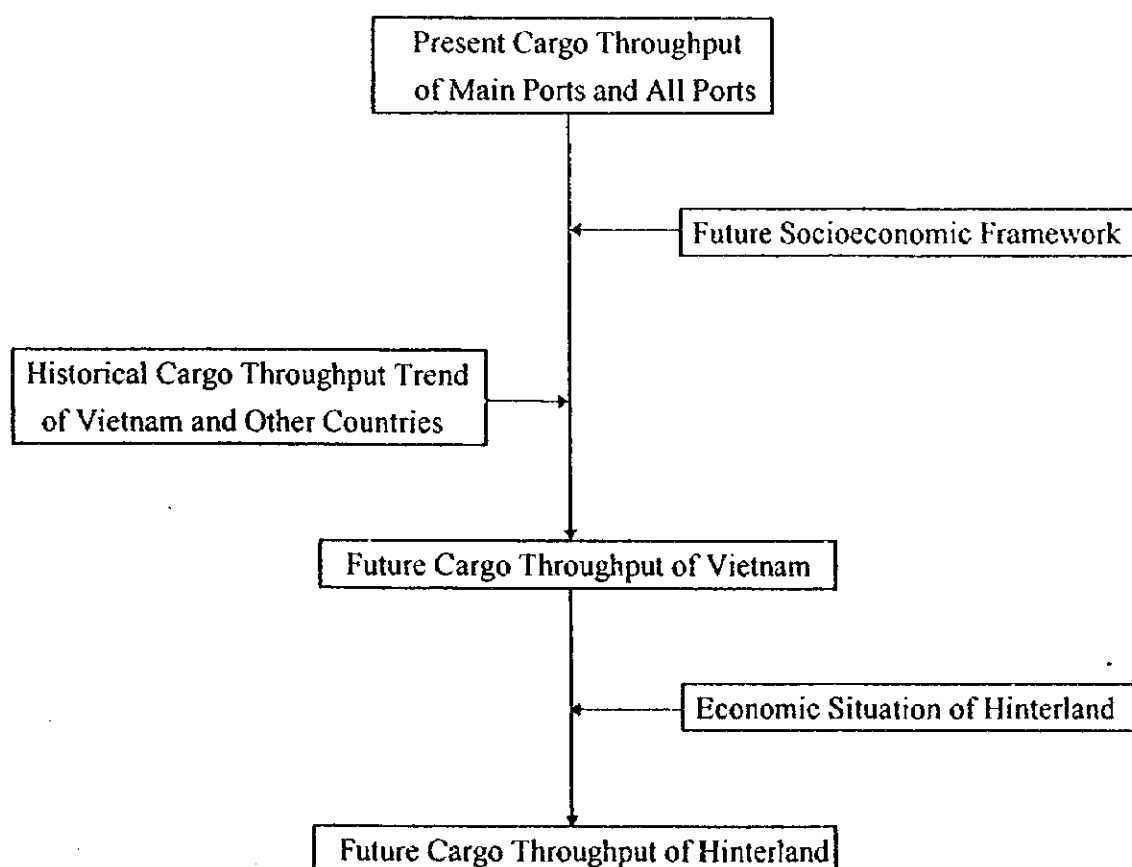 Present Cargo Throughput
of Main Ports and All Ports
Future Socioeconomic Framework
Historical Cargo Throughput Trend
of Vietnam and Other Countries
Future Cargo Throughput of Vietnam
Economic Situation of Hinterland
Future Cargo Throughput of Hinterland